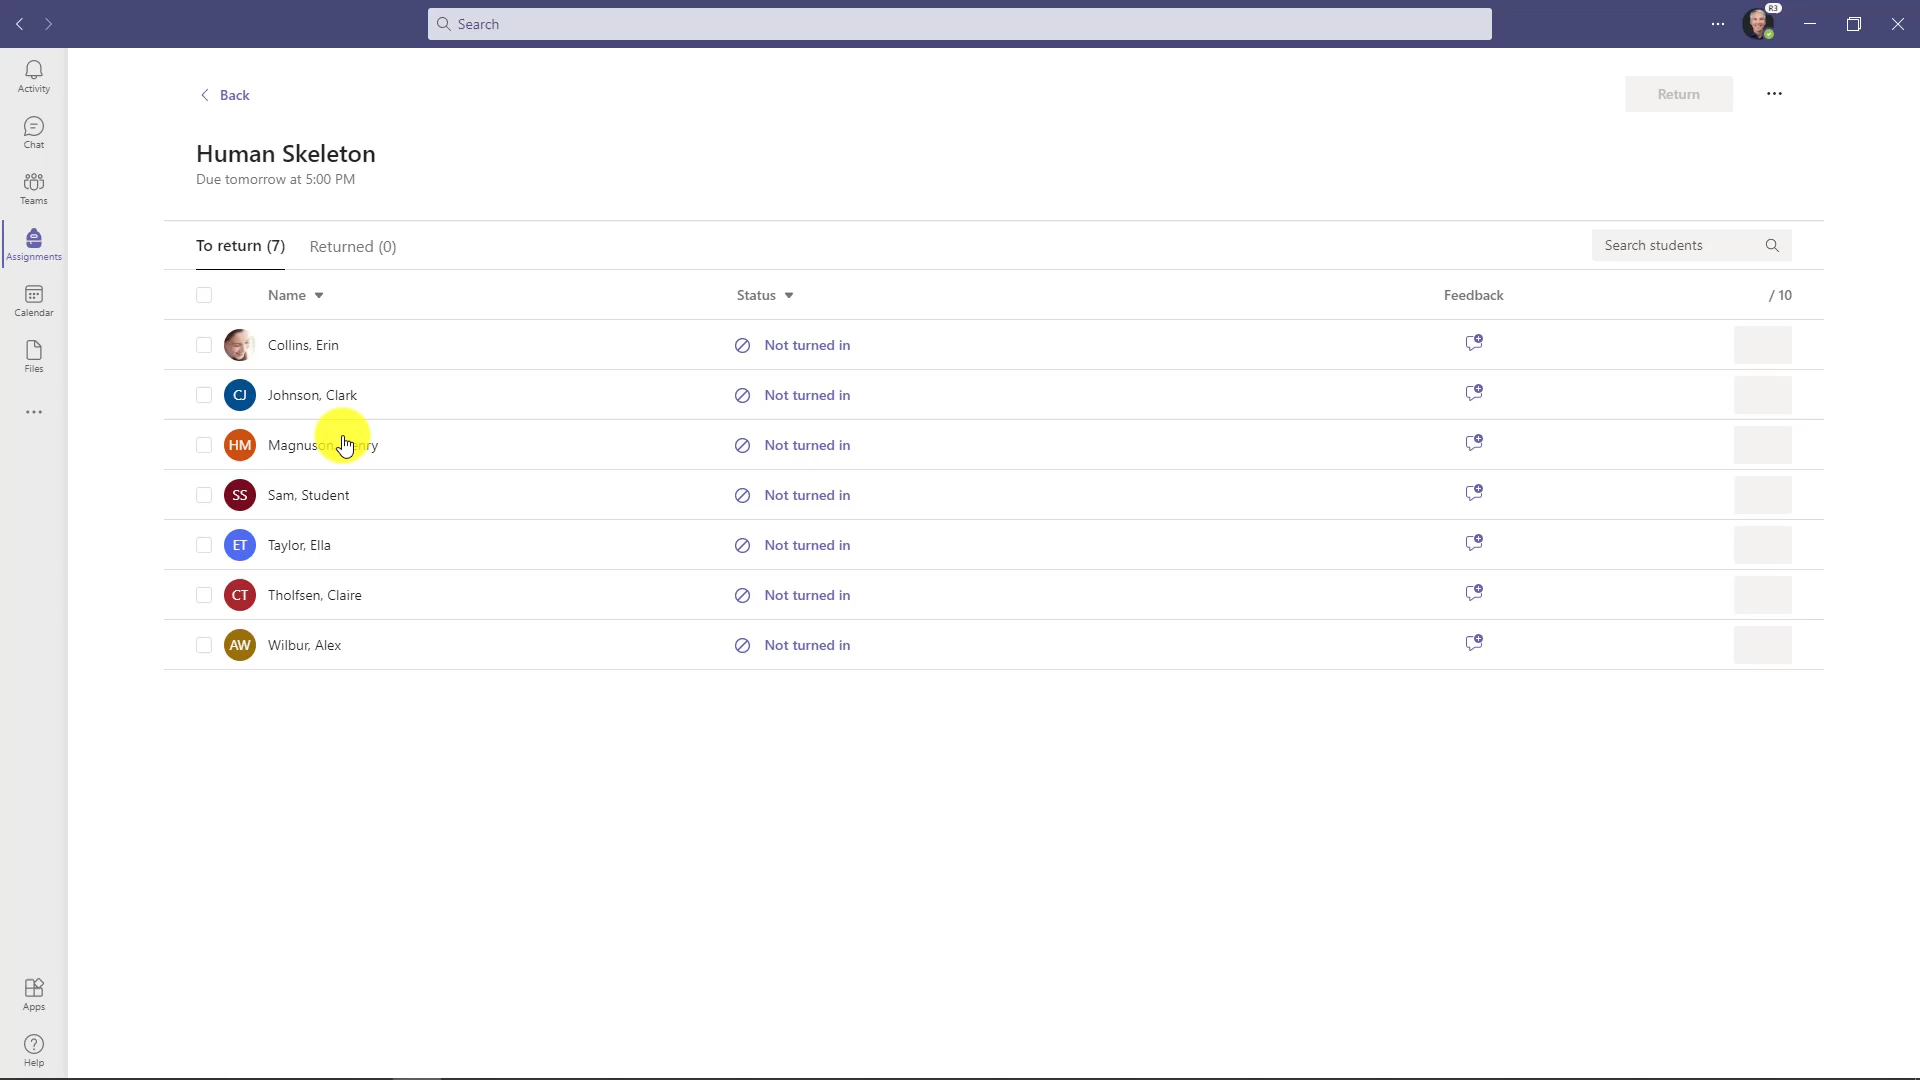 Search
R3
Activity
Chat
Teams
Assignments
Calendar
Files
Apps
Help
Back
Return
Human Skeleton
Due tomorrow at 5:00 PM
To return (7) Returned (0)
Search students
Name Status Feedback / 10
Collins, Erin Not turned in
CJ Johnson, Clark Not turned in
HM Magnuson, Henry Not turned in
SS Sam, Student Not turned in
ET Taylor, Ella Not turned in
CT Tholfsen, Claire Not turned in
AW Wilbur, Alex Not turned in